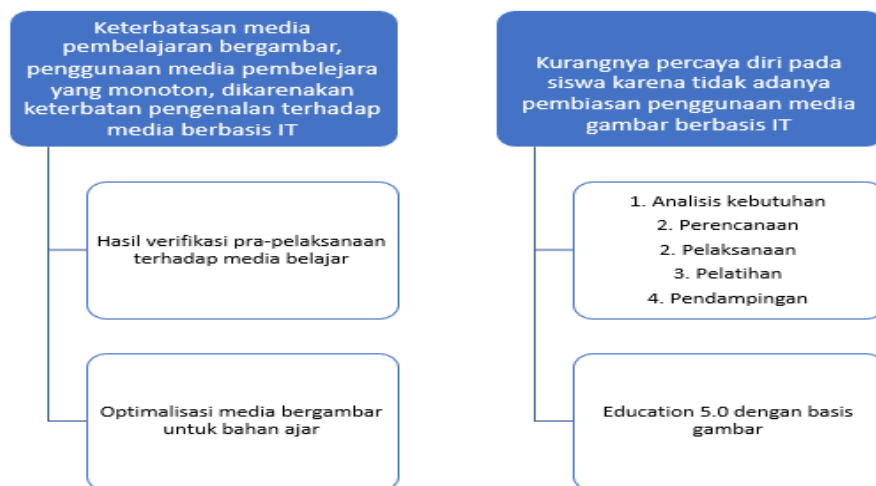 Keterbatasan media
pembelajaran bergambar,
penggunaan media pembelejara
yang monoton, dikarenakan
keterbatan pengenalan terhadap
media berbasis IT
Hasil verifikasi pra-pelaksanaan
terhadap media belajar
Optimalisasi media bergambar
untuk bahan ajar
Kurangnya percaya diri pada
siswa karena tidak adanya
pembiasan penggunaan media
gambar berbasis IT
1. Analisis kebutuhan
2. Perencanaan
2. Pelaksanaan
3. Pelatihan
4. Pendampingan
Education 5.0 dengan basis
gambar